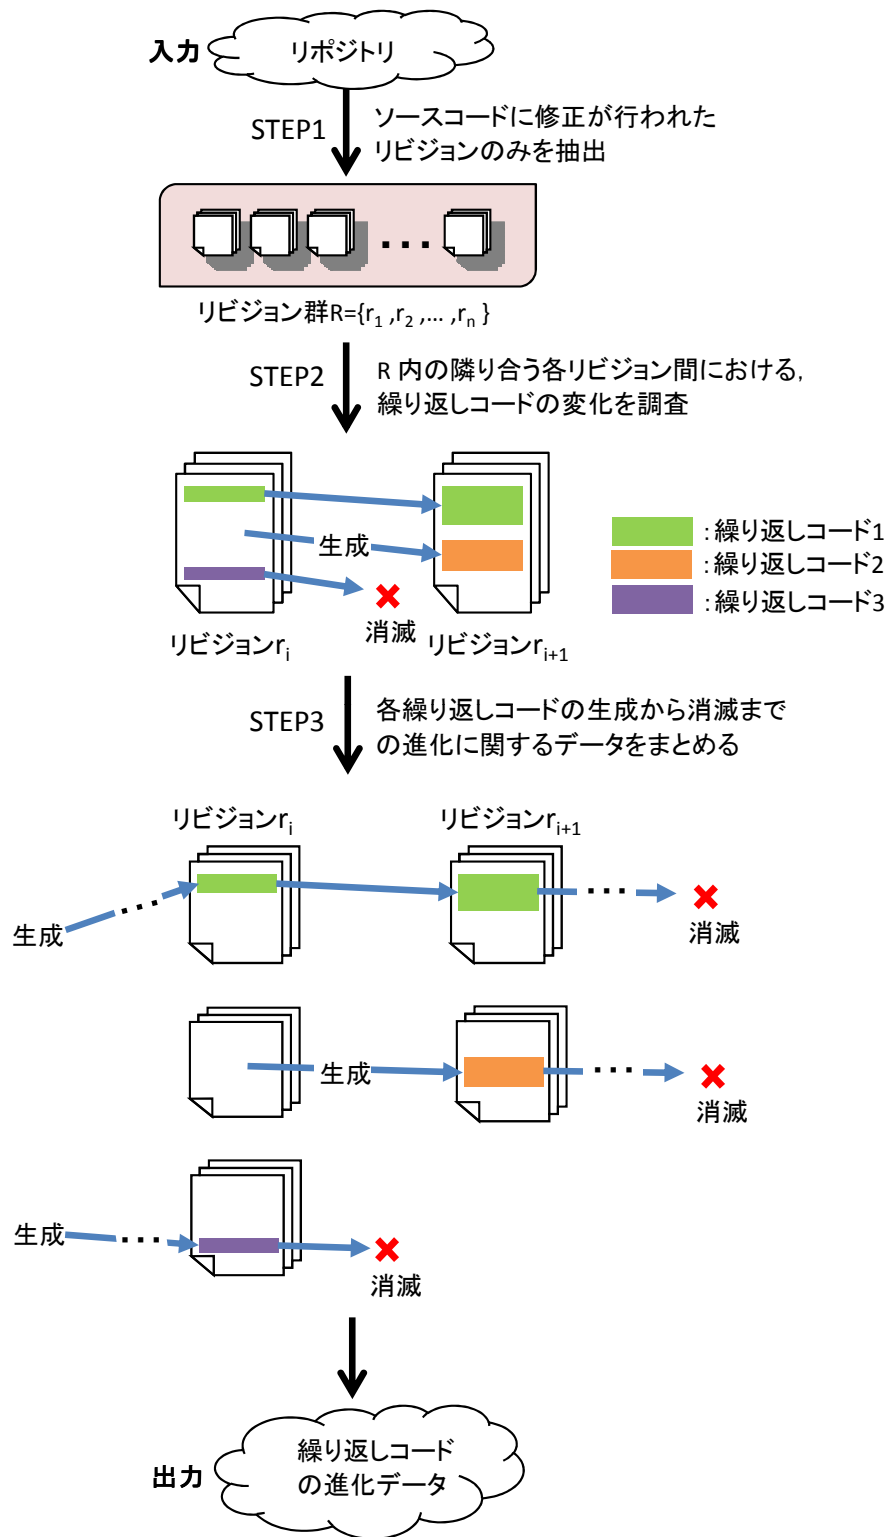 入力
リポジトリ
STEP1
ソースコードに修正が行われた
リビジョンのみを抽出
リビジョン群R={r1 ,r2 ,... ,rn }
STEP2
R 内の隣り合う各リビジョン間における,
繰り返しコードの変化を調査
生成
消滅
リビジョンri
リビジョンri+1
:繰り返しコード1
:繰り返しコード2
:繰り返しコード3
STEP3
各繰り返しコードの生成から消滅まで
の進化に関するデータをまとめる
リビジョンri
リビジョンri+1
生成
消滅
生成
消滅
生成
消滅
出力
繰り返しコード
の進化データ